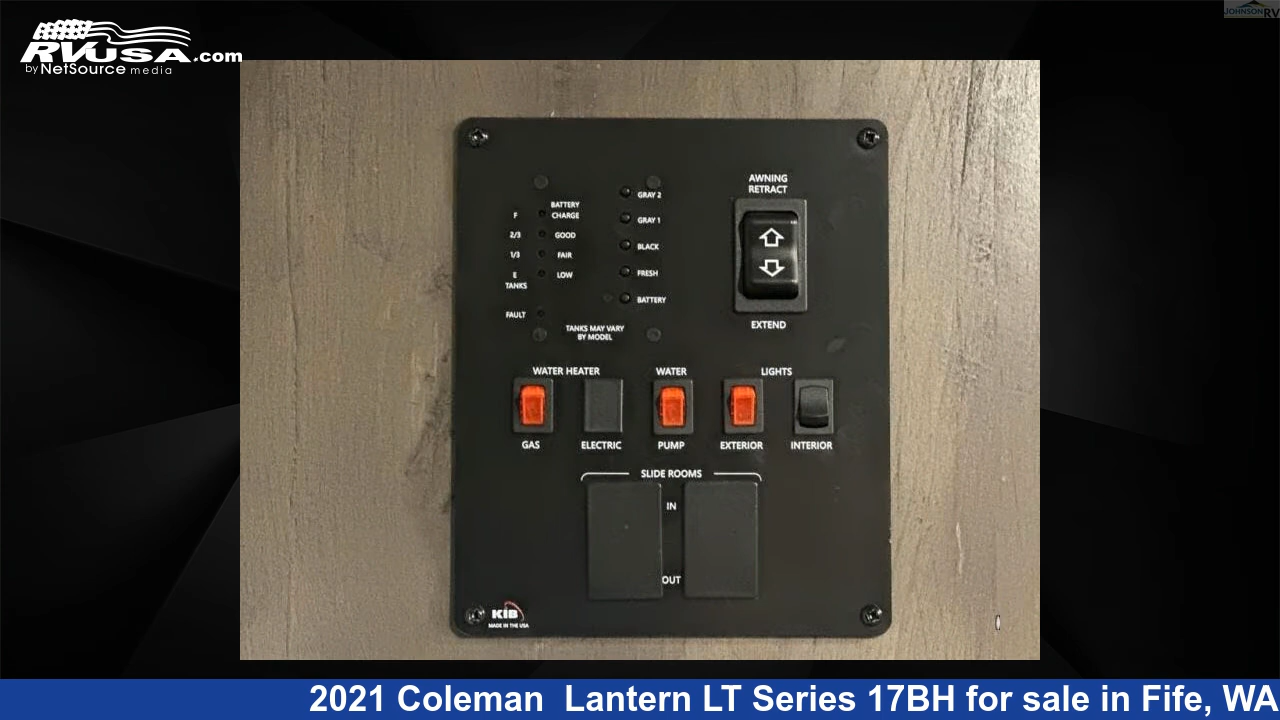 JOHNSON RV
RVUSA.com
by NetSource media
AWNING
RETRACT
EXTEND
BATTERY
CHARGE
F
2/3 GOOD
1/3 FAIR
E LOW
TANKS
FAULT
GRAY 2
GRAY 1
BLACK
FRESH
BATTERY
TANKS MAY VARY
BY MODEL
WATER HEATER WATER LIGHTS
GAS ELECTRIC PUMP EXTERIOR INTERIOR
SLIDE ROOMS
IN
OUT
KIB
MADE IN THE USA
2021 Coleman Lantern LT Series 17BH for sale in Fife, WA